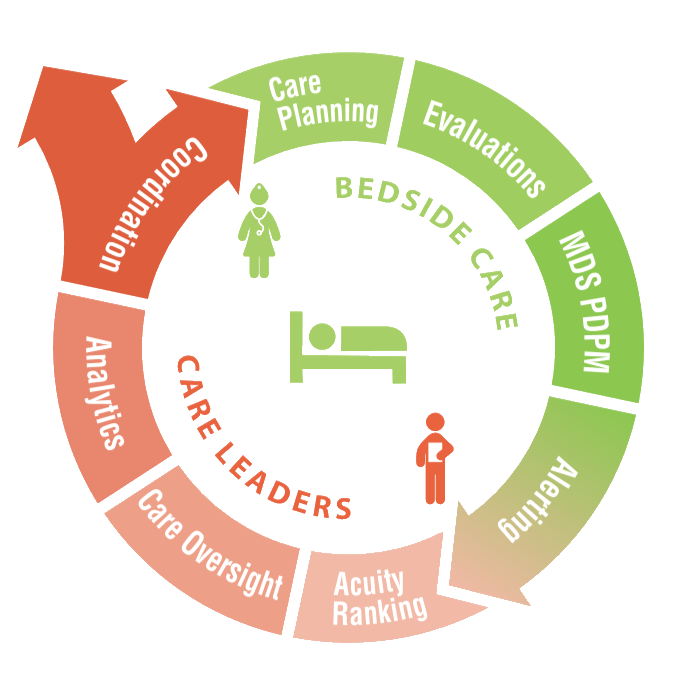 Care
Planning
Evaluations
MDS PDPM
Alerting
Acuity
Ranking
Care Oversight
Analytics
Coordination
BEDSIDE CARE
CARE LEADERS